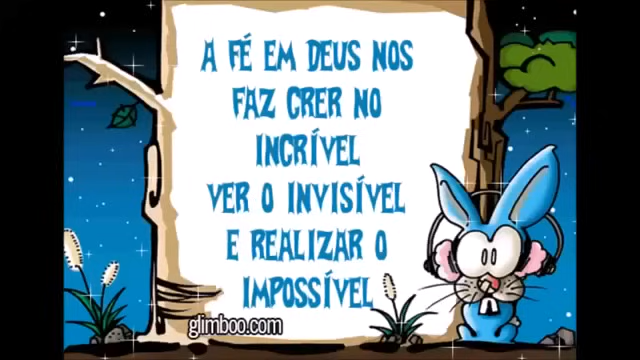 A FÉ EM DEUS NOS
FAZ CRER NO
INCRÍVEL
VER O INVISÍVEL
E REALIZAR O
IMPOSSÍVEL
glimboo.com